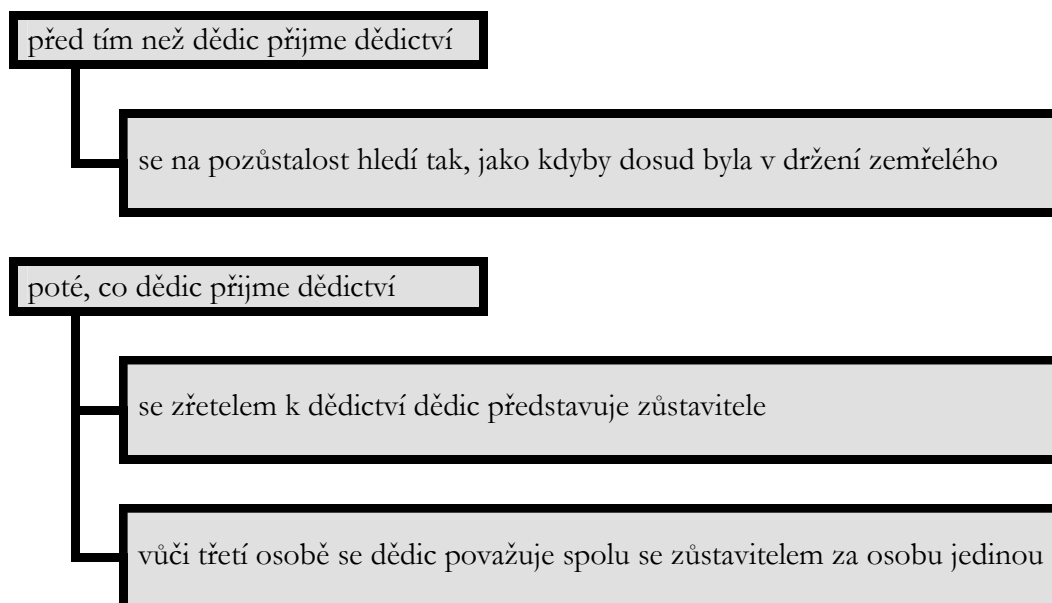 před tím než dědic přijme dědictví
se na pozůstalost hledí tak, jako kdyby dosud byla v držení zemřelého
poté, co dědic přijme dědictví
se zřetelem k dědictví dědic představuje zůstavitele
vůči třetí osobě se dědic považuje spolu se zůstavitelem za osobu jedinou